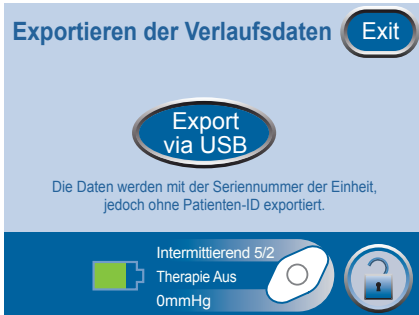 Exportieren der Verlaufsdaten Exit
Export
via USB
Die Daten werden mit der Seriennummer der Einheit,
jedoch ohne Patienten-ID exportiert.
Intermittierend 5/2
Therapie Aus
0mmHg